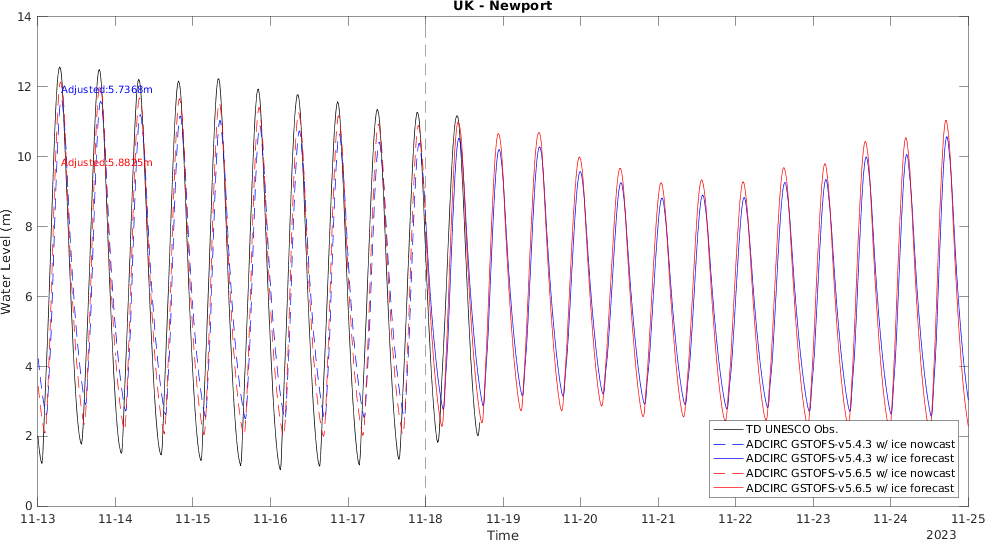 UK - Newport
14
12
10
8
6
4
2
0
Water Level (m)
Adjusted:5.7368m
Adjusted:5.8825m
TD UNESCO Obs.
ADCIRC GSTOFS-v5.4.3 w/ ice nowcast
ADCIRC GSTOFS-v5.4.3 w/ ice forecast
ADCIRC GSTOFS-v5.6.5 w/ ice nowcast
ADCIRC GSTOFS-v5.6.5 w/ ice forecast
11-13 11-14 11-15 11-16 11-17 11-18 11-19 11-20 11-21 11-22 11-23 11-24 11-25
Time
2023